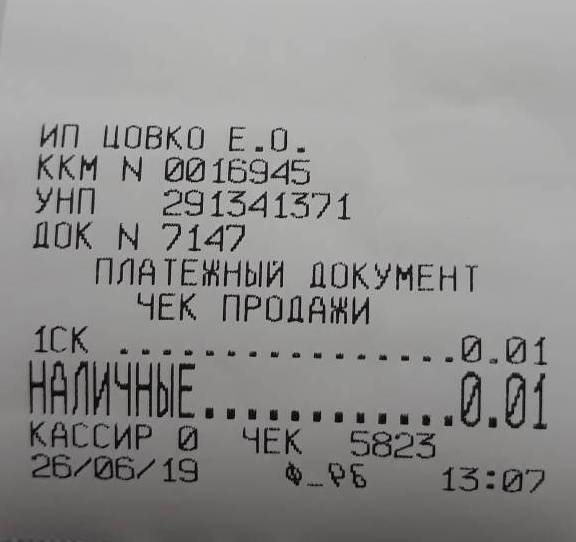 ИП ЦОВКО Е.О.
ККМ N 0016945
УНП 291341371
ДОК N 7147
ПЛАТЕЖНЫЙ ДОКУМЕНТ
ЧЕК ПРОДАЖИ
1СК ................0.01
НАЛИЧНЫЕ............0.01
КАССИР 0 ЧЕК 5823
26/06/19 13:07